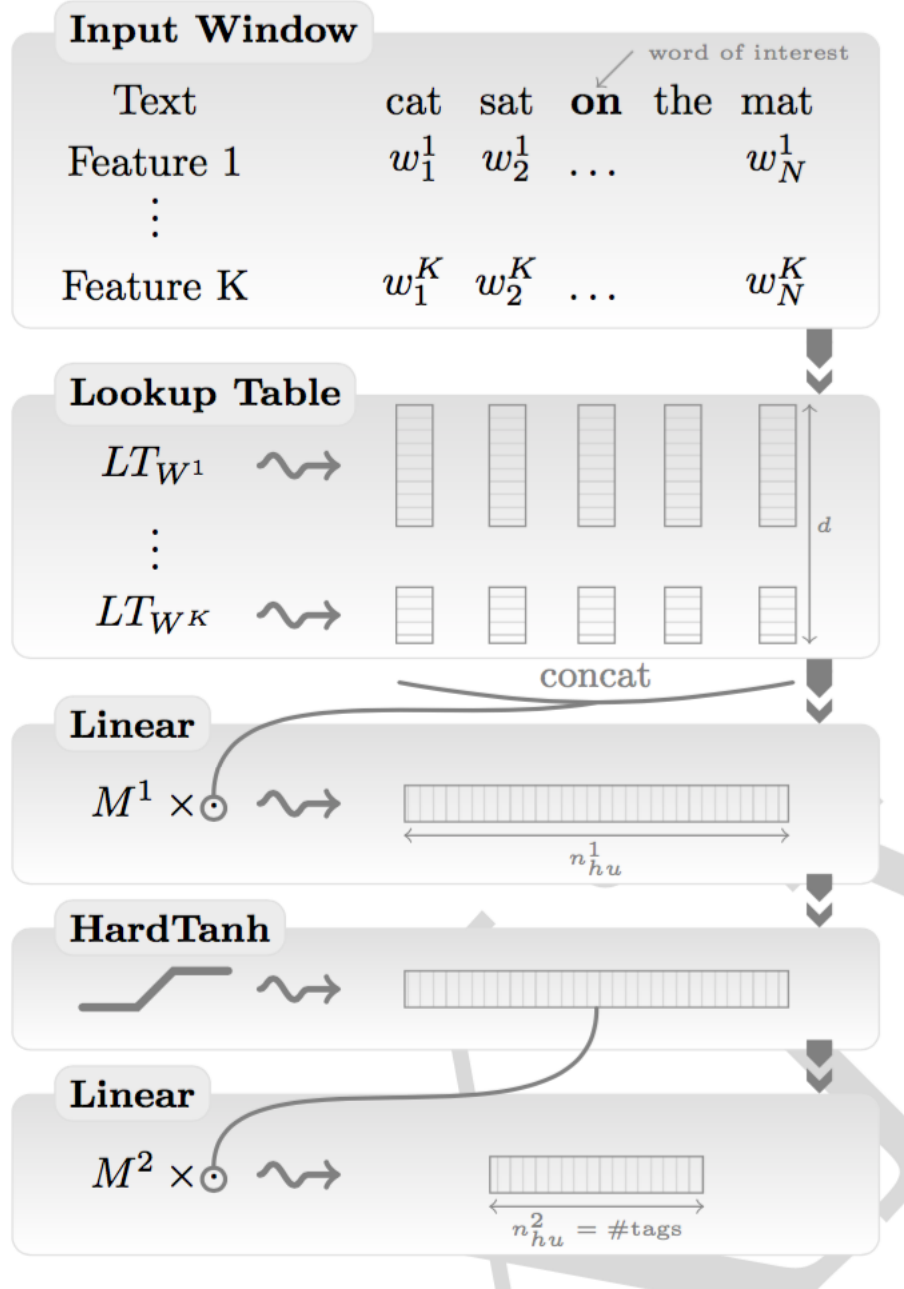 Input Window
word of interest
Text cat sat on the mat
Feature 1 w_1^1 w_2^1 ... w_N^1
⋮
Feature K w_1^K w_2^K ... w_N^K
Lookup Table
LT_{W^1}
d
⋮
LT_{W^K}
concat
Linear
M^1 × ⊙
n_{hu}^1
HardTanh
Linear
M^2 × ⊙
n_{hu}^2 = #tags